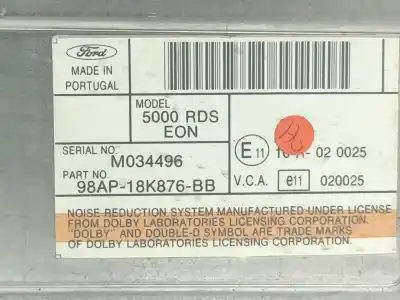 Ford
MADE IN
PORTUGAL
MODEL
5000 RDS
EON
SERIAL NO.
M034496
PART NO.
98AP-18K876-BB
E 11
02 0025
V.C.A. e11 020025
NOISE REDUCTION SYSTEM MANUFACTURED UNDER LICENSE
FROM DOLBY LABORATORIES LICENSING CORPORATION.
"DOLBY" AND DOUBLE-D SYMBOL ARE TRADE MARKS
OF DOLBY LABORATORIES LICENSING CORPORATION.